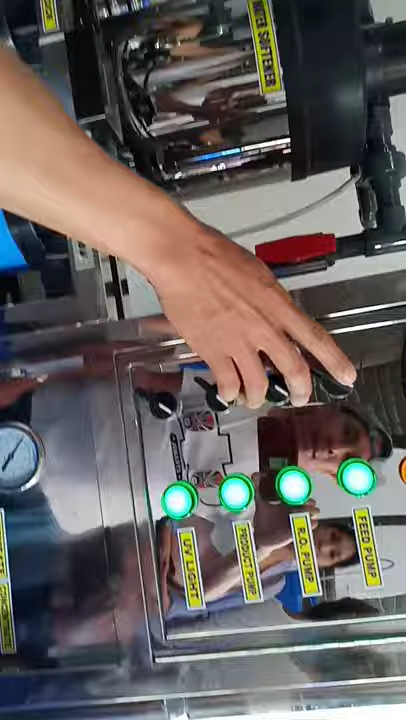 WATER SOFTENER
FEED PUMP
R.O. PUMP
PRODUCT PUMP
UV LIGHT